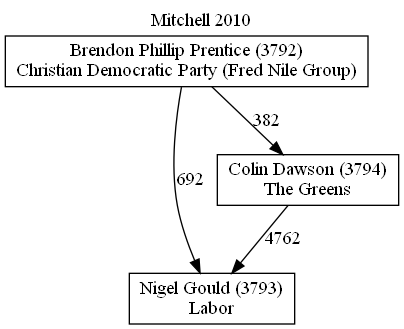 Mitchell 2010
Brendon Phillip Prentice (3792)
Christian Democratic Party (Fred Nile Group)
382
Colin Dawson (3794)
The Greens
692
4762
Nigel Gould (3793)
Labor